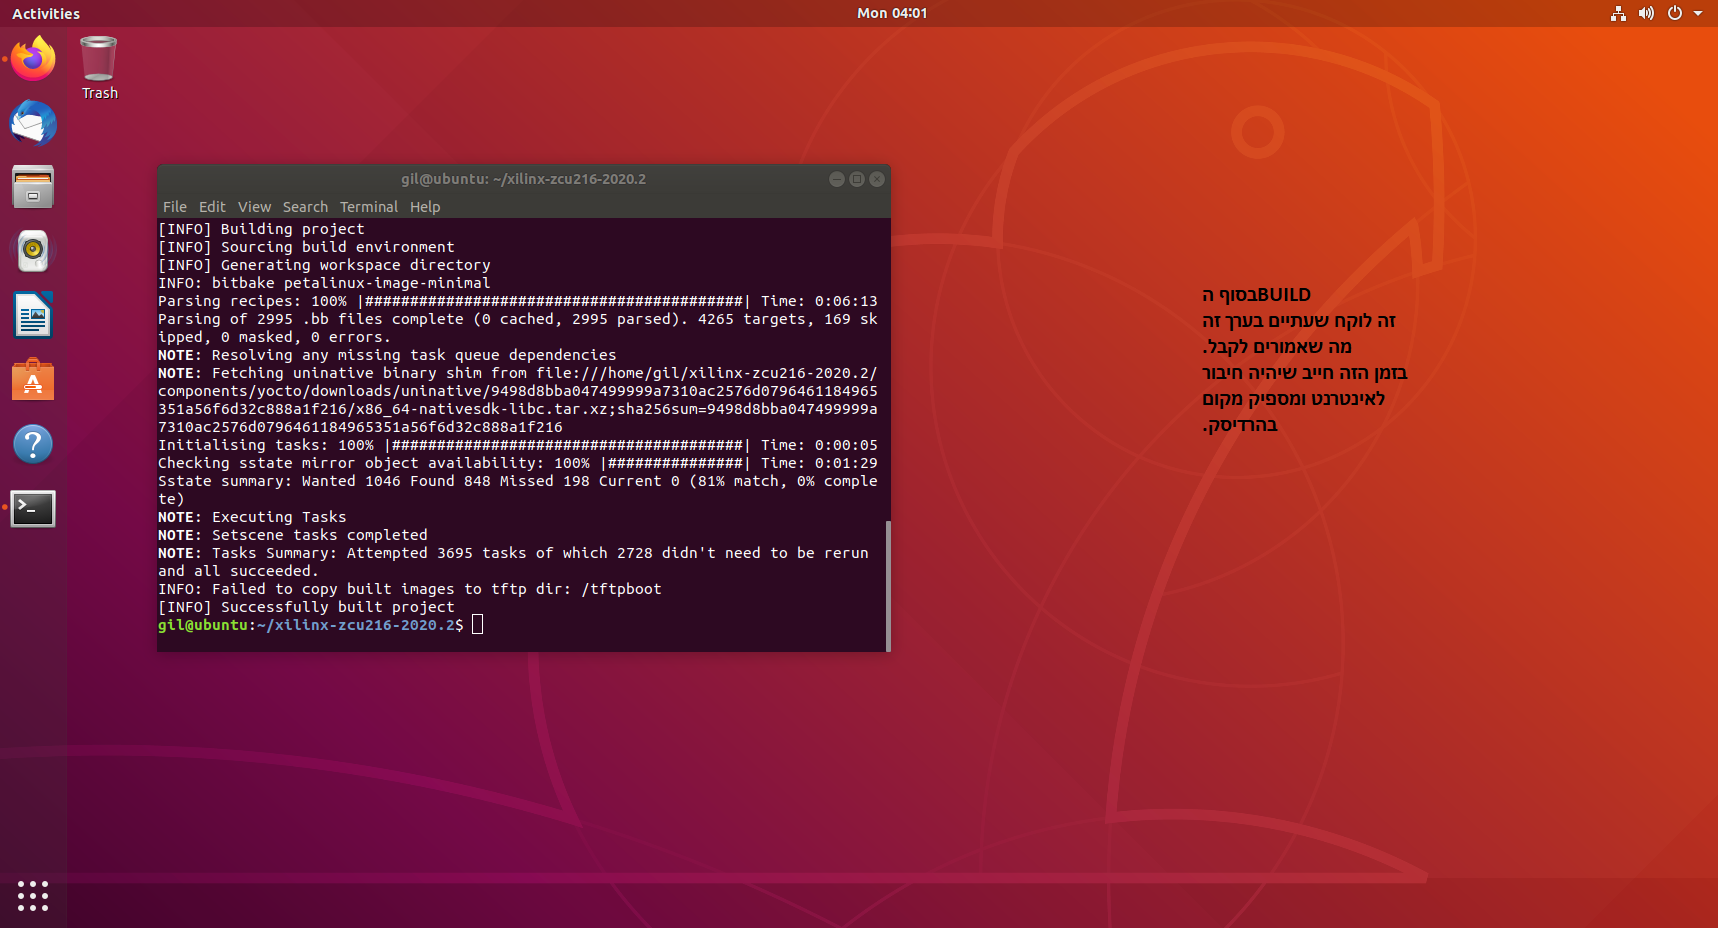 Activities
Mon 04:01
Trash
gil@ubuntu: ~/xilinx-zcu216-2020.2
File Edit View Search Terminal Help
[INFO] Building project
[INFO] Sourcing build environment
[INFO] Generating workspace directory
INFO: bitbake petalinux-image-minimal
Parsing recipes: 100% |##########################################| Time: 0:06:13
Parsing of 2995 .bb files complete (0 cached, 2995 parsed). 4265 targets, 169 sk
ipped, 0 masked, 0 errors.
NOTE: Resolving any missing task queue dependencies
NOTE: Fetching uninative binary shim from file:///home/gil/xilinx-zcu216-2020.2/
components/yocto/downloads/uninative/9498d8bba047499999a7310ac2576d0796461184965
351a56f6d32c888a1f216/x86_64-nativesdk-libc.tar.xz;sha256sum=9498d8bba047499999a
7310ac2576d0796461184965351a56f6d32c888a1f216
Initialising tasks: 100% |#######################################| Time: 0:00:05
Checking sstate mirror object availability: 100% |###############| Time: 0:01:29
Sstate summary: Wanted 1046 Found 848 Missed 198 Current 0 (81% match, 0% comple
te)
NOTE: Executing Tasks
NOTE: Setscene tasks completed
NOTE: Tasks Summary: Attempted 3695 tasks of which 2728 didn't need to be rerun
and all succeeded.
INFO: Failed to copy built images to tftp dir: /tftpboot
[INFO] Successfully built project
gil@ubuntu:~/xilinx-zcu216-2020.2$
בסוף הBUILD
זה לוקח שעתיים בערך זה
מה שאמורים לקבל.
בזמן הזה חייב שיהיה חיבור
לאינטרנט ומספיק מקום
בהרדיסק.